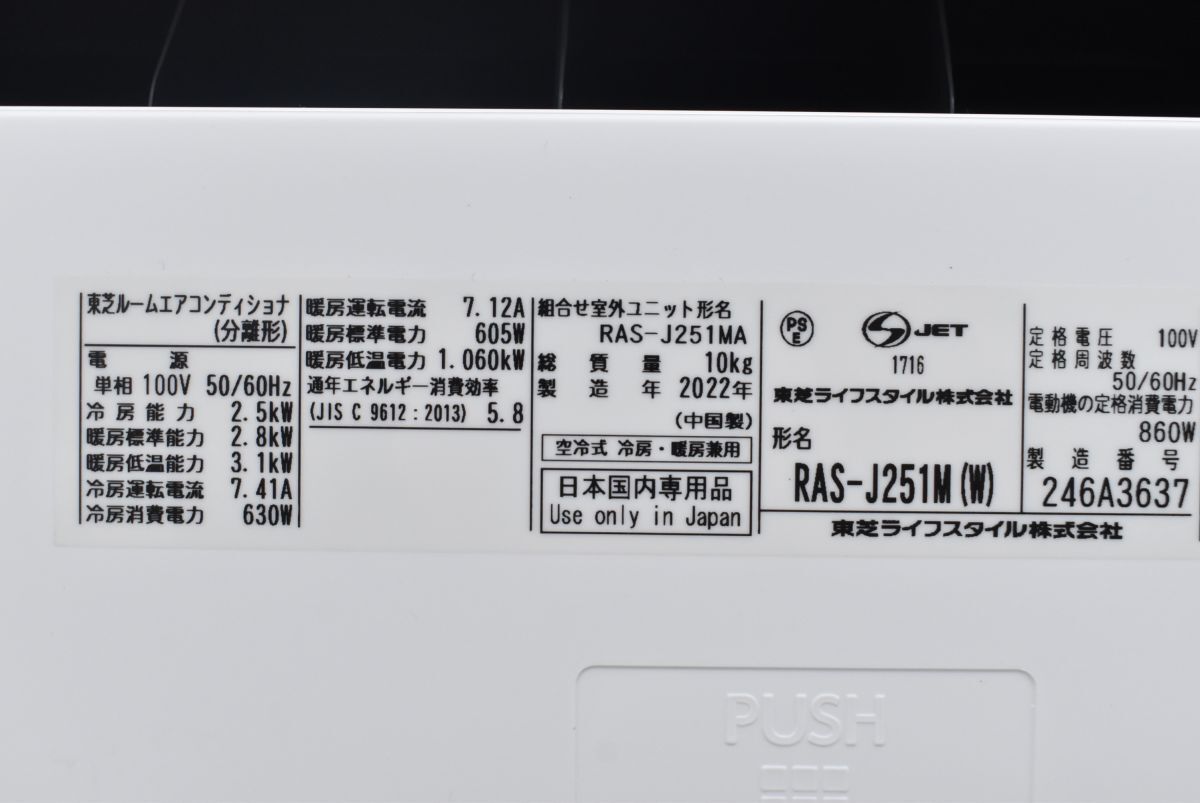 東芝ルームエアコンディショナ
(分離形)
電源
単相 100V 50/60Hz
冷房能力 2.5kW
暖房標準能力 2.8kW
暖房低温能力 3.1kW
冷房運転電流 7.41A
冷房消費電力 630W
暖房運転電流 7.12A
暖房標準電力 605W
暖房低温電力 1.060kW
通年エネルギー消費効率
(JIS C 9612:2013) 5.8
組合せ室外ユニット形名
RAS-J251MA
総質量 10kg
製造年 2022年
(中国製)
空冷式 冷房・暖房兼用
日本国内専用品
Use only in Japan
PS E
JET
1716
東芝ライフスタイル株式会社
形名
RAS-J251M(W)
定格電圧 100V
定格周波数
50/60Hz
電動機の定格消費電力
860W
製造番号
246A3637
東芝ライフスタイル株式会社
PUSH